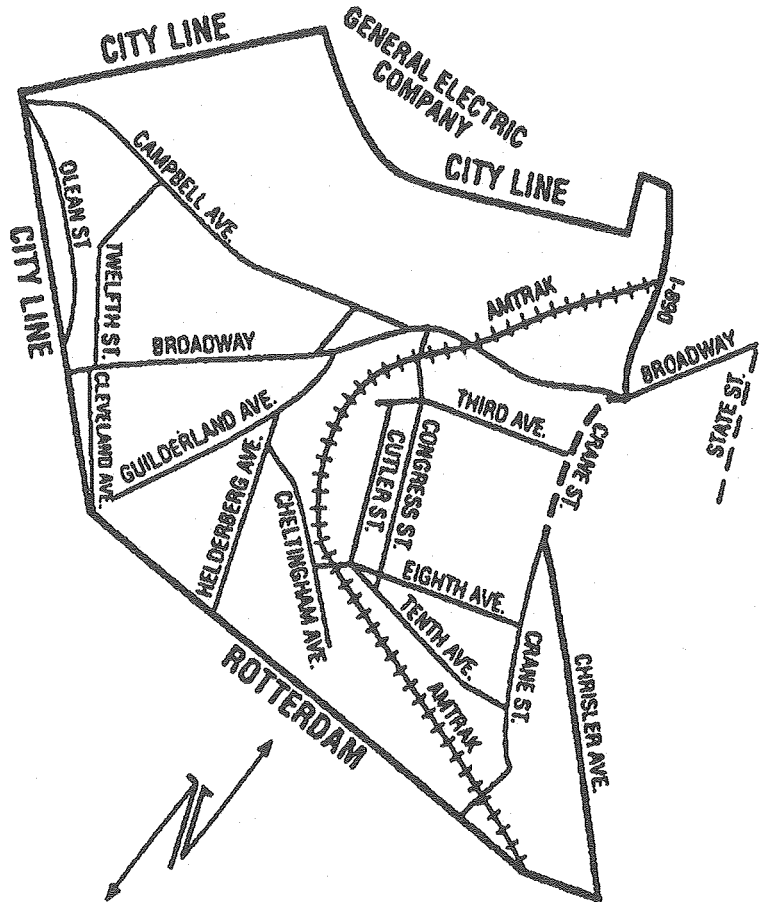 CITY LINE
GENERAL ELECTRIC
COMPANY
CITY LINE
CAMPBELL AVE.
OLEAN ST
CITY LINE
TWELFTH ST.
AMTRAK
I-890
BROADWAY
BROADWAY
STATE ST.
CLEVELAND AVE.
GUILDERLAND AVE.
THIRD AVE.
CRANE ST.
CUTLER ST.
CONGRESS ST.
HELDERBERG AVE.
CHELTINGHAM AVE.
EIGHTH AVE.
TENTH AVE.
CRANE ST.
CHRISLER AVE.
ROTTERDAM
AMTRAK
N